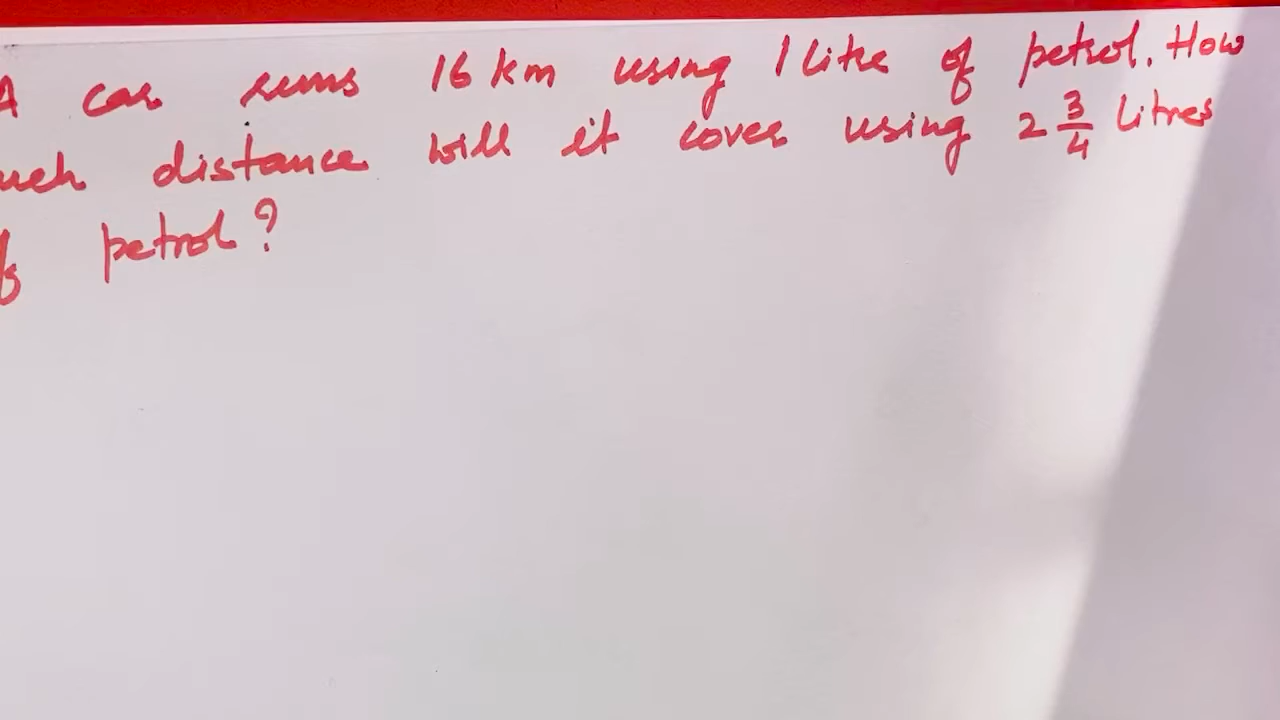 A car runs 16 km using 1 litre of petrol. How
uch distance will it cover using 2 3/4 litres
f petrol?